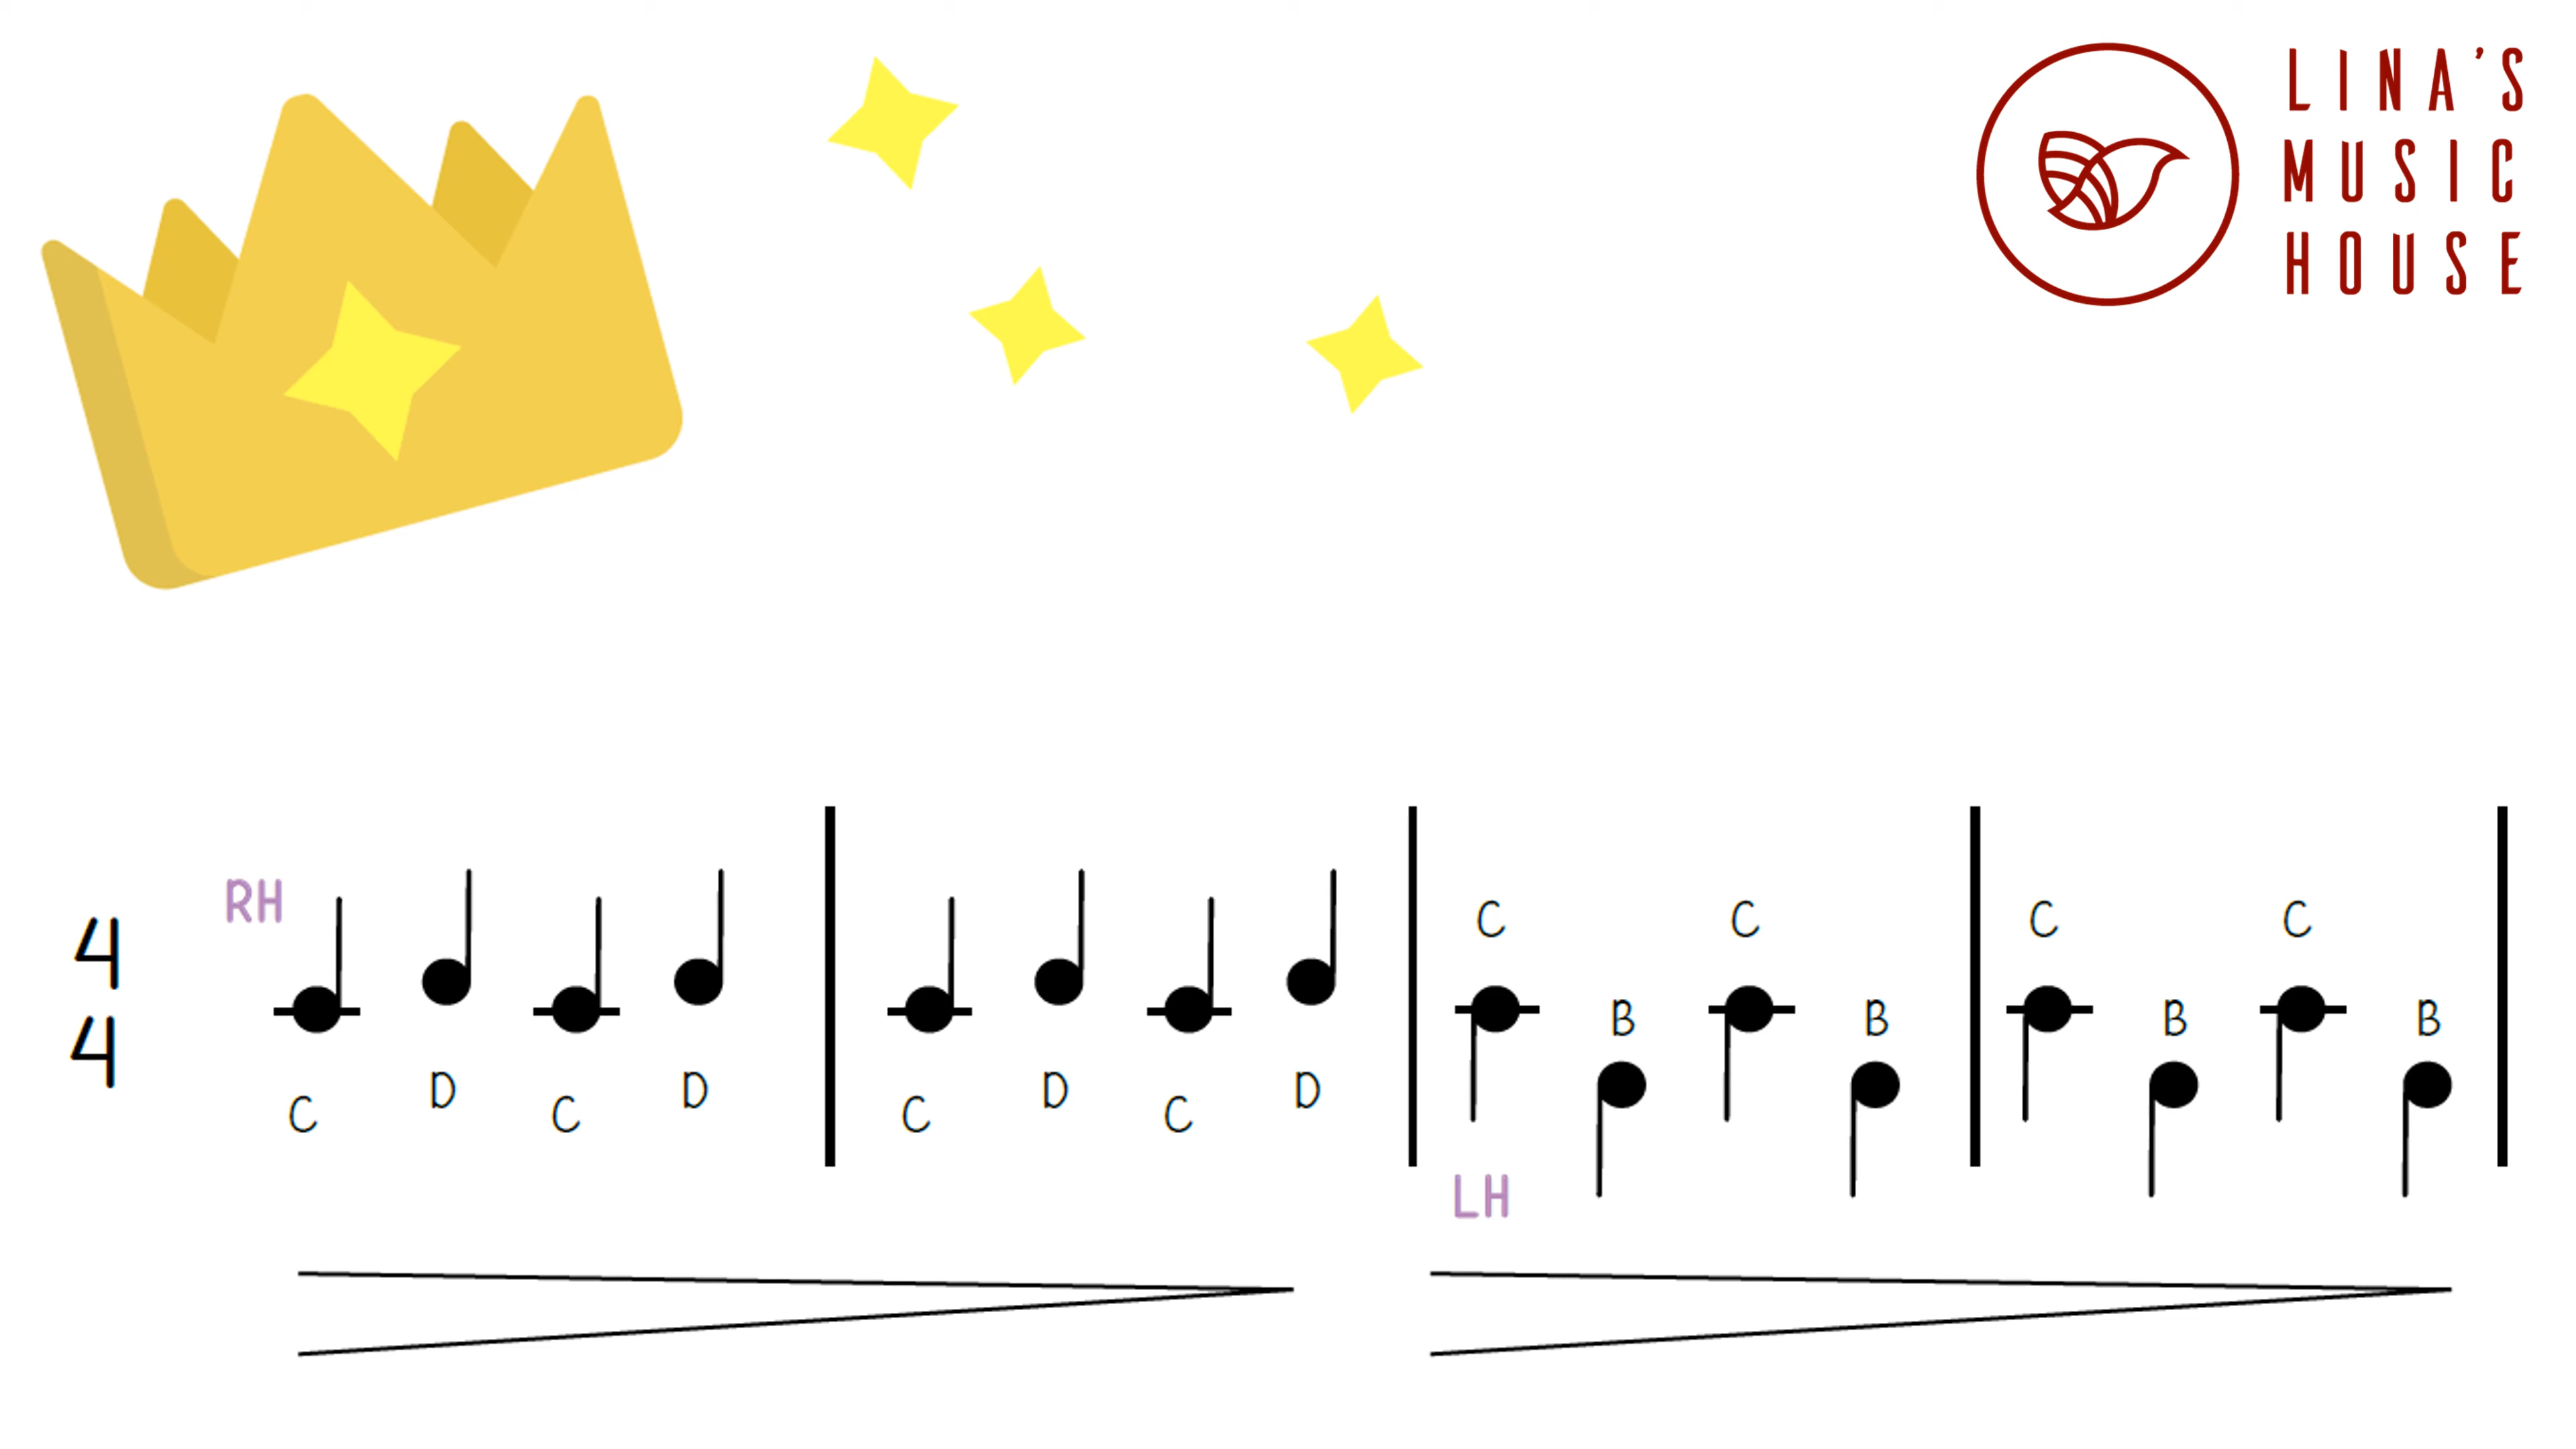 LINA'S
MUSIC
HOUSE
RH
4
4
C D C D C D C D
C C C C
B B B B
LH